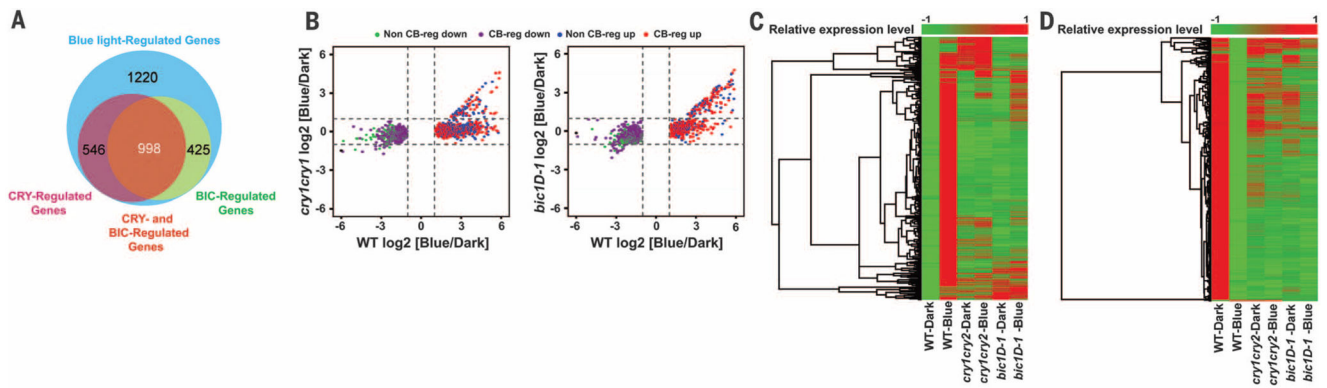 A
Blue light-Regulated Genes
1220
546
998
425
CRY-Regulated
Genes
BIC-Regulated
Genes
CRY- and
BIC-Regulated
Genes
B
Non CB-reg down
CB-reg down
Non CB-reg up
CB-reg up
6
3
0
-3
-6
cry1cry1 log2 [Blue/Dark]
-6
-3
0
3
6
WT log2 [Blue/Dark]
6
3
0
-3
-6
bic1D-1 log2 [Blue/Dark]
-6
-3
0
3
6
WT log2 [Blue/Dark]
C
-1
1
Relative expression level
WT-Dark
WT-Blue
cry1cry2-Dark
cry1cry2-Blue
bic1D-1 -Dark
bic1D-1 -Blue
D
-1
1
Relative expression level
WT-Dark
WT-Blue
cry1cry2-Dark
cry1cry2-Blue
bic1D-1 -Dark
bic1D-1 -Blue